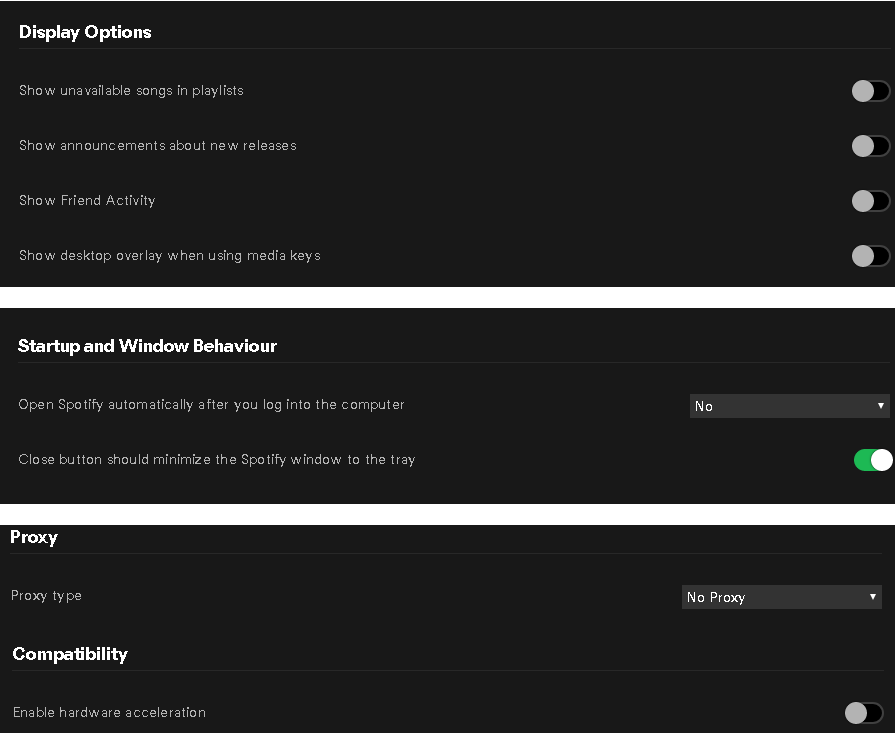 Display Options
Show unavailable songs in playlists
Show announcements about new releases
Show Friend Activity
Show desktop overlay when using media keys
Startup and Window Behaviour
Open Spotify automatically after you log into the computer
No
Close button should minimize the Spotify window to the tray
Proxy
Proxy type
No Proxy
Compatibility
Enable hardware acceleration